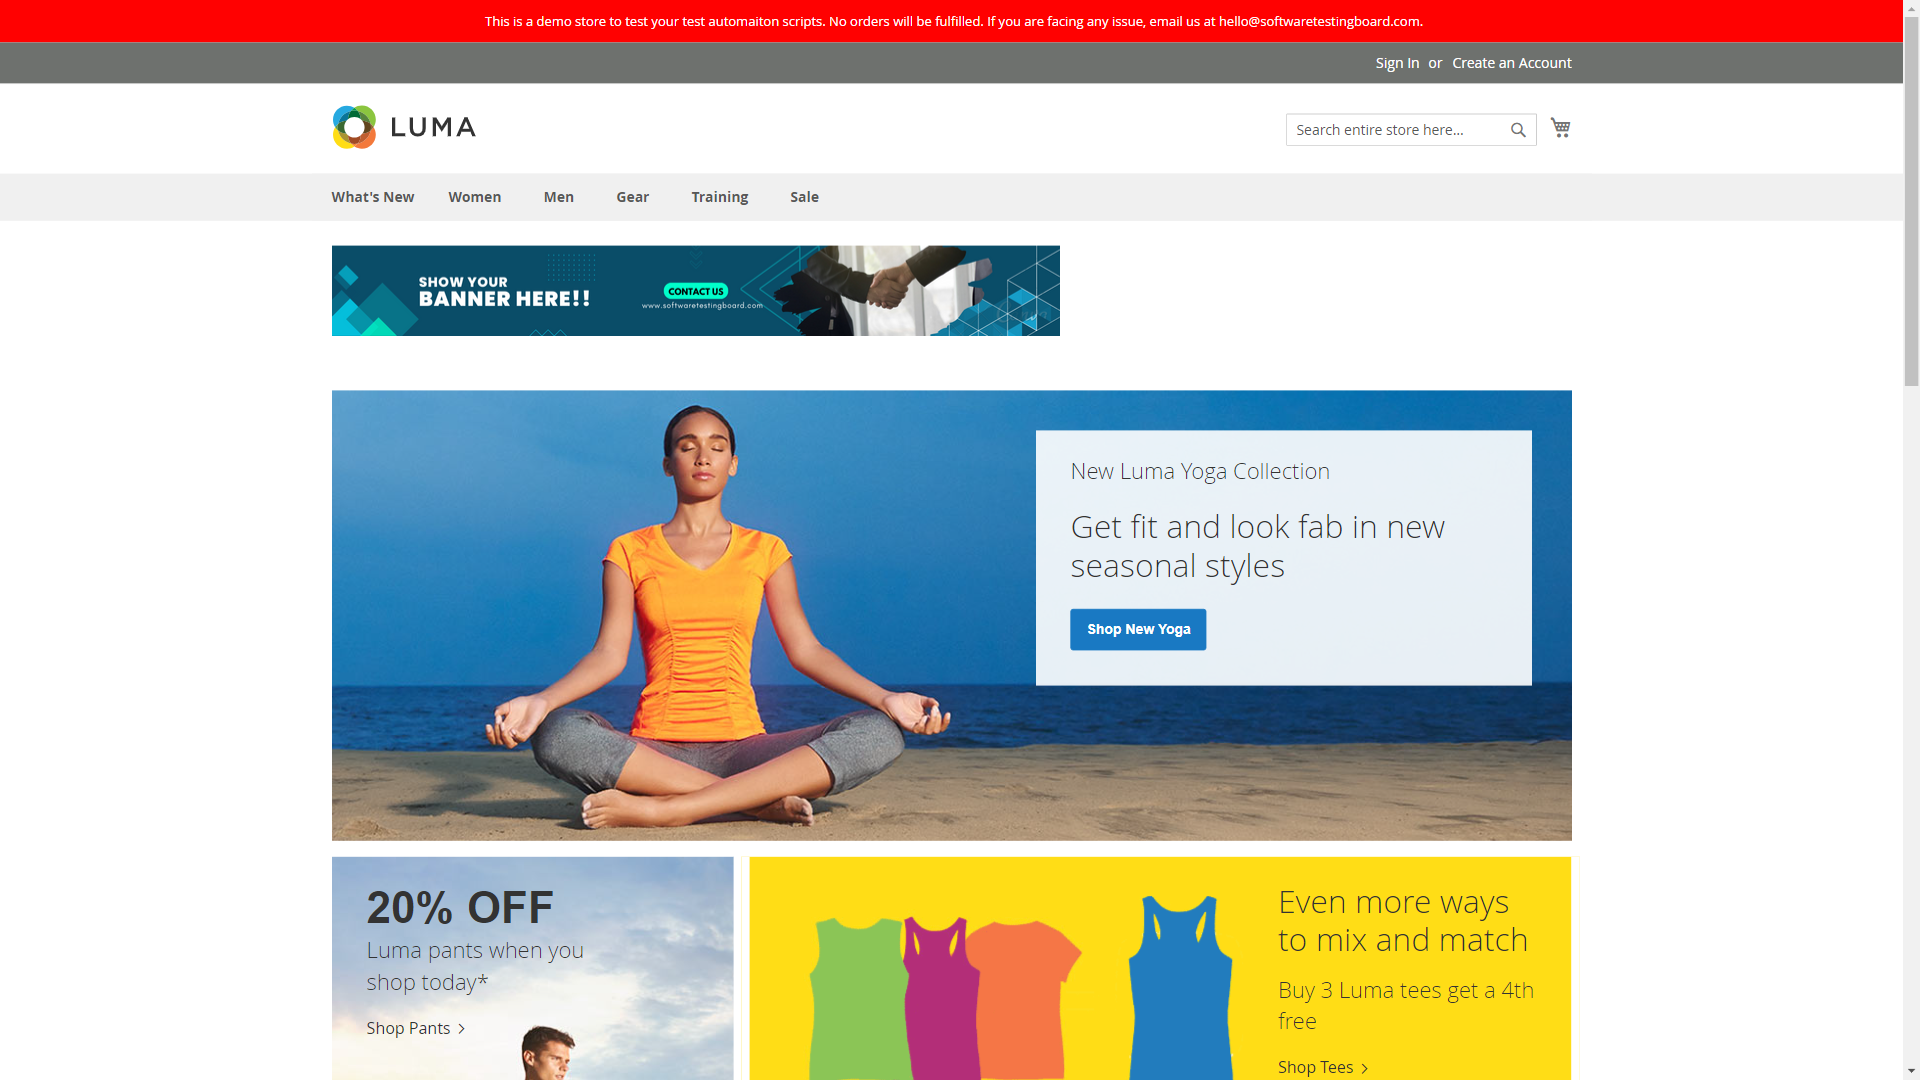 This is a demo store to test your test automaiton scripts. No orders will be fulfilled. If you are facing any issue, email us at hello@softwaretestingboard.com.
Sign In or Create an Account
LUMA
Search entire store here...
What's New Women Men Gear Training Sale
SHOW YOUR
BANNER HERE!!
CONTACT US
www.softwaretestingboard.com
New Luma Yoga Collection
Get fit and look fab in new
seasonal styles
Shop New Yoga
20% OFF
Luma pants when you
shop today*
Shop Pants
Even more ways
to mix and match
Buy 3 Luma tees get a 4th
free
Shop Tees